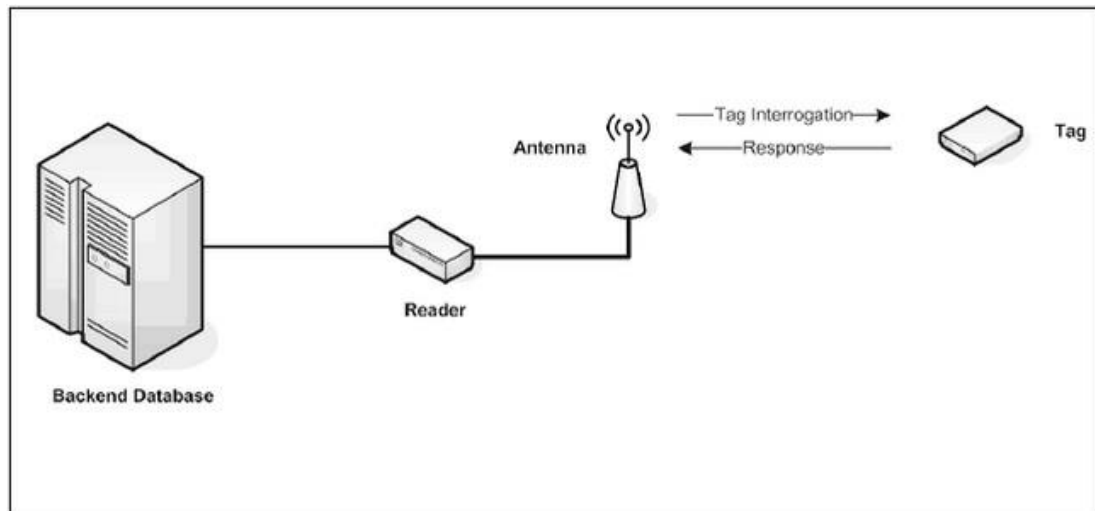 Tag Interrogation
Antenna
Response
Tag
Reader
Backend Database